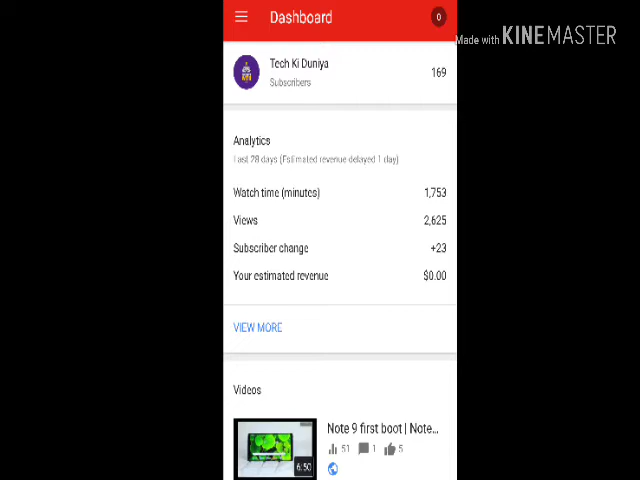 Dashboard
0
Made with KINEMASTER
Tech Ki Duniya
169
Subscribers
Analytics
Last 28 days (Estimated revenue delayed 1 day)
Watch time (minutes) 1,753
Views 2,625
Subscriber change +23
Your estimated revenue $0.00
VIEW MORE
Videos
Note 9 first boot | Note...
51 1 5
6:50